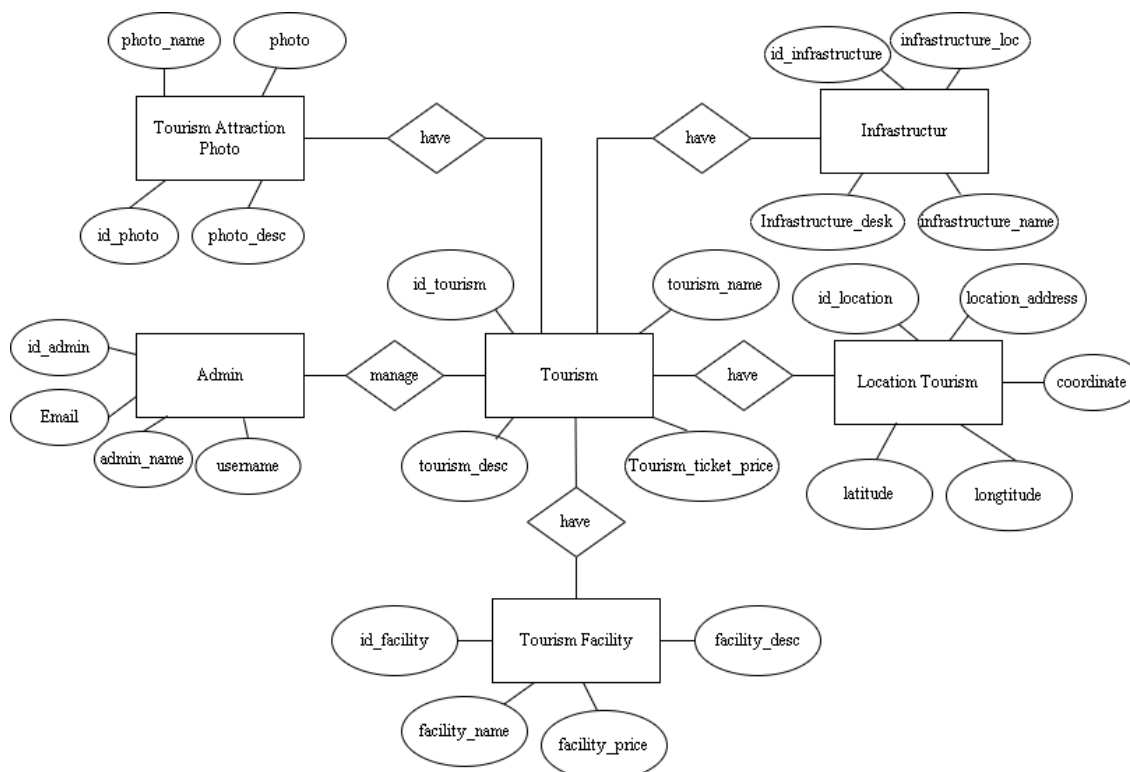 photo_name
photo
id_infrastructure
infrastructure_loc
Tourism Attraction
Photo
have
have
Infrastructur
id_photo
photo_desc
Infrastructure_desk
infrastructure_name
id_tourism
tourism_name
id_location
location_address
id_admin
Admin
manage
Tourism
have
Location Tourism
coordinate
Email
admin_name
username
tourism_desc
Tourism_ticket_price
latitude
longtitude
have
id_facility
Tourism Facility
facility_desc
facility_name
facility_price